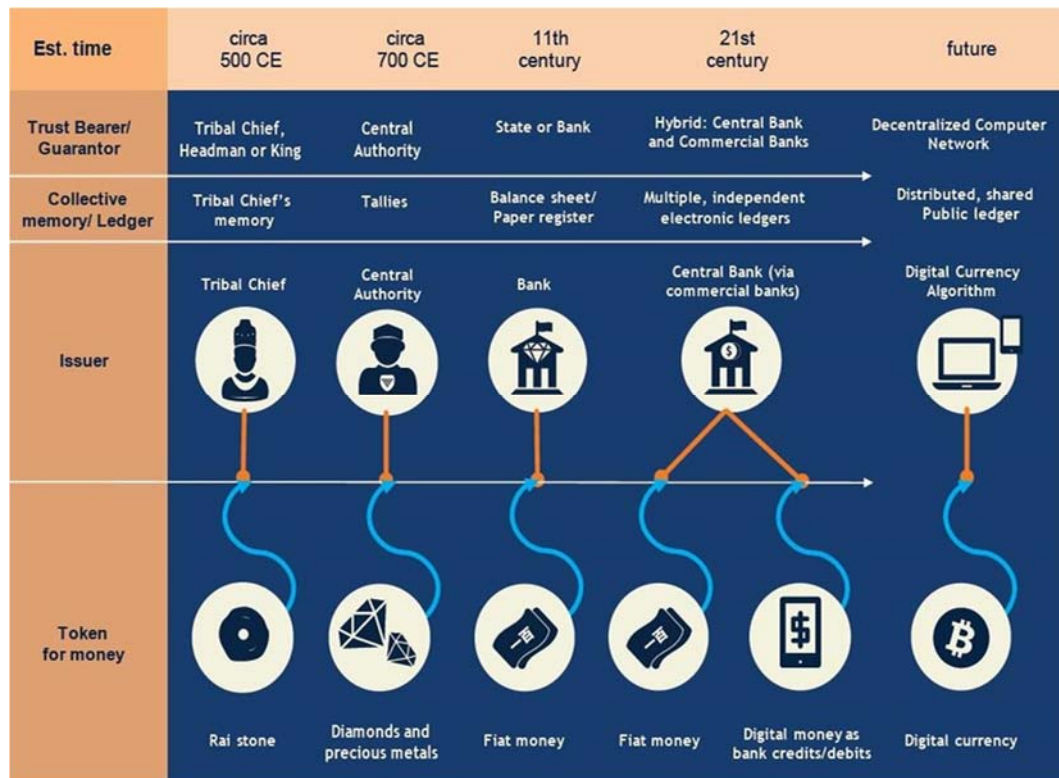 Est. time
circa
500 CE
circa
700 CE
11th
century
21st
century
future
Trust Bearer/
Guarantor
Tribal Chief,
Headman or King
Central
Authority
State or Bank
Hybrid: Central Bank
and Commercial Banks
Decentralized Computer
Network
Collective
memory/ Ledger
Tribal Chief's
memory
Tallies
Balance sheet/
Paper register
Multiple, independent
electronic ledgers
Distributed, shared
Public ledger
Issuer
Tribal Chief
Central
Authority
Bank
Central Bank (via
commercial banks)
Digital Currency
Algorithm
$
Token
for money
一百
一百
$
₿
Rai stone
Diamonds and
precious metals
Fiat money
Fiat money
Digital money as
bank credits/debits
Digital currency